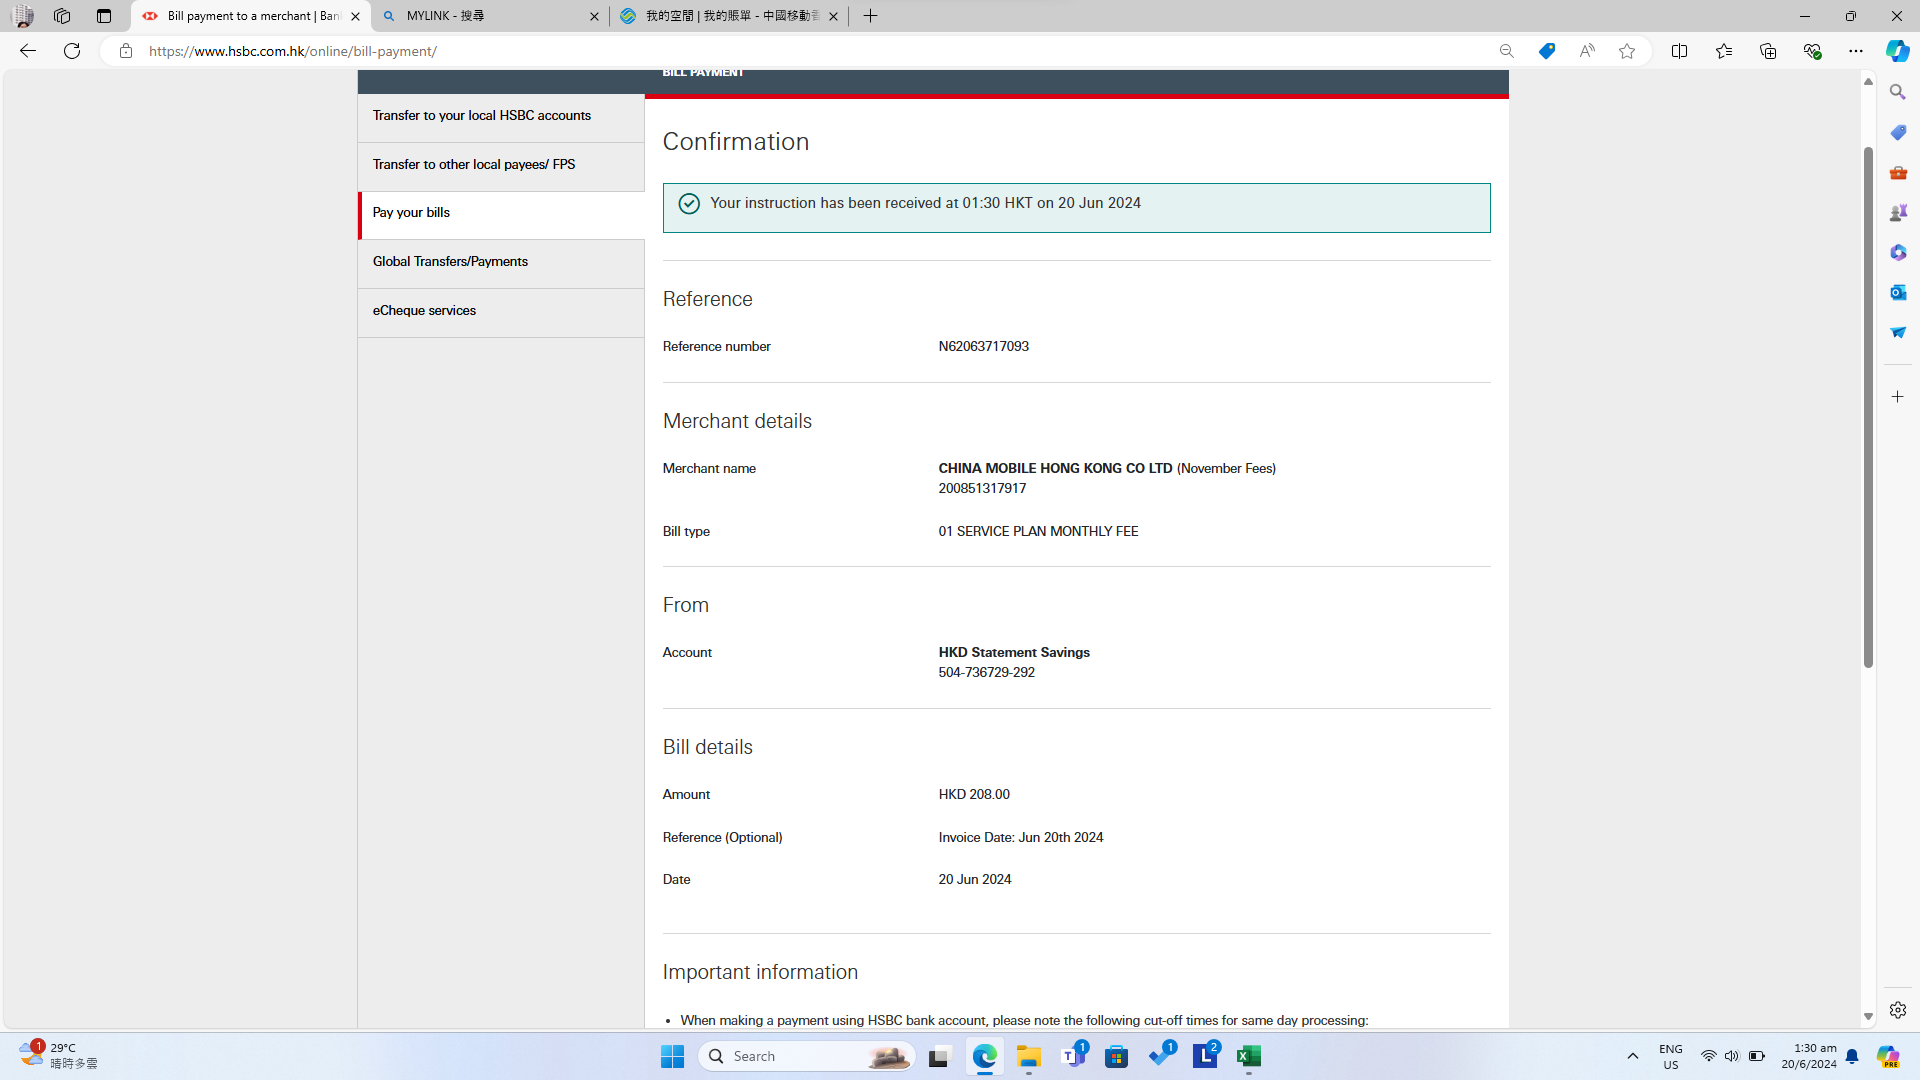 Bill payment to a merchant | Ban
MYLINK - 搜尋
我的空間 | 我的賬單 - 中國移動香
https://www.hsbc.com.hk/online/bill-payment/
BILL PAYMENT
Transfer to your local HSBC accounts
Transfer to other local payees/ FPS
Pay your bills
Global Transfers/Payments
eCheque services
Confirmation
Your instruction has been received at 01:30 HKT on 20 Jun 2024
Reference
Reference number N62063717093
Merchant details
Merchant name CHINA MOBILE HONG KONG CO LTD (November Fees)
200851317917
Bill type 01 SERVICE PLAN MONTHLY FEE
From
Account HKD Statement Savings
504-736729-292
Bill details
Amount HKD 208.00
Reference (Optional) Invoice Date: Jun 20th 2024
Date 20 Jun 2024
Important information
• When making a payment using HSBC bank account, please note the following cut-off times for same day processing:
1
29°C
晴時多雲
Search
1
1
2
ENG
US
1:30 am
20/6/2024
PRE